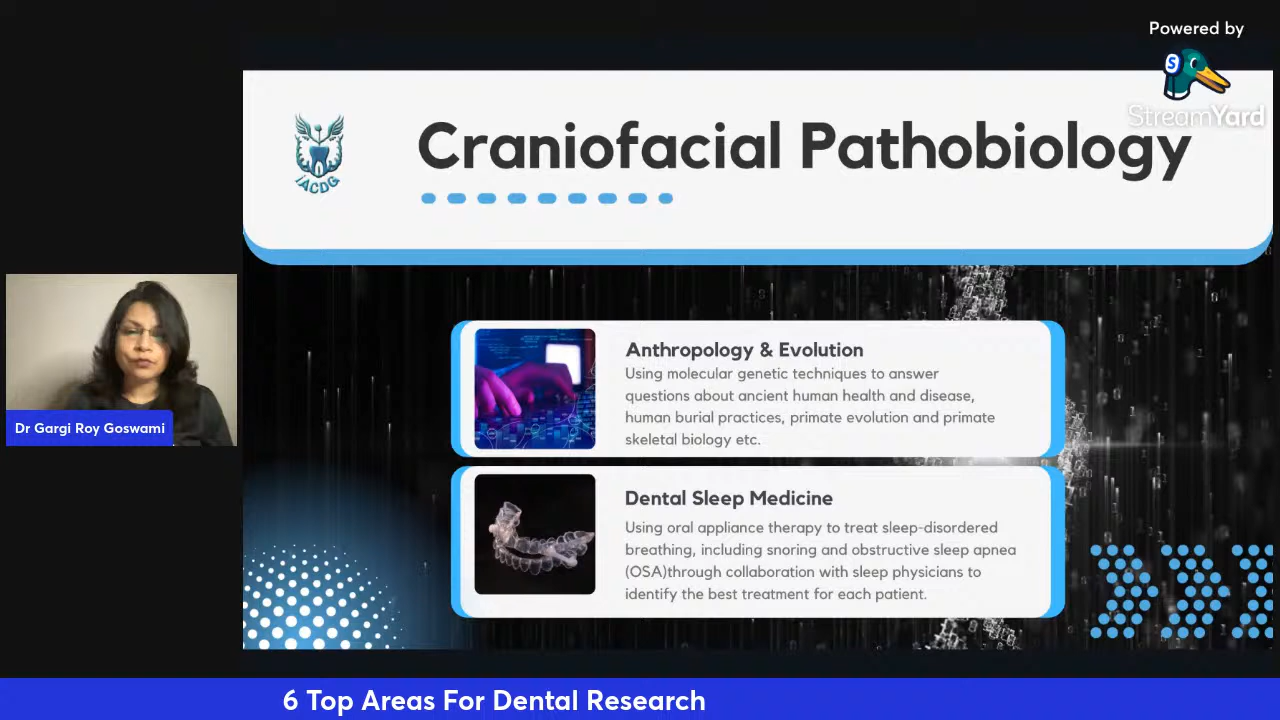 Powered by
StreamYard
iACDG
Craniofacial Pathobiology
Anthropology & Evolution
Using molecular genetic techniques to answer
questions about ancient human health and disease,
human burial practices, primate evolution and primate
skeletal biology etc.
Dr Gargi Roy Goswami
Dental Sleep Medicine
Using oral appliance therapy to treat sleep-disordered
breathing, including snoring and obstructive sleep apnea
(OSA)through collaboration with sleep physicians to
identify the best treatment for each patient.
6 Top Areas For Dental Research